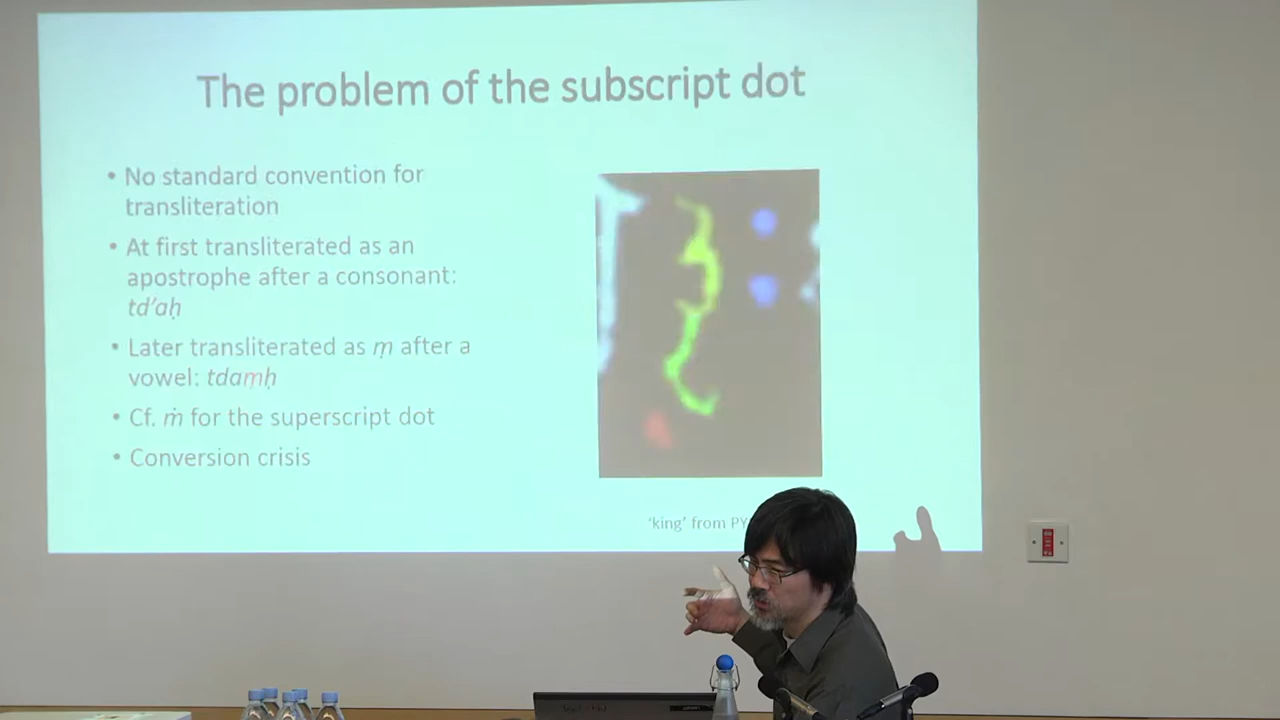 The problem of the subscript dot
• No standard convention for
transliteration
• At first transliterated as an
apostrophe after a consonant:
td’aḥ
• Later transliterated as ṃ after a
vowel: tdaṃḥ
• Cf. ṁ for the superscript dot
• Conversion crisis
‘king’ from